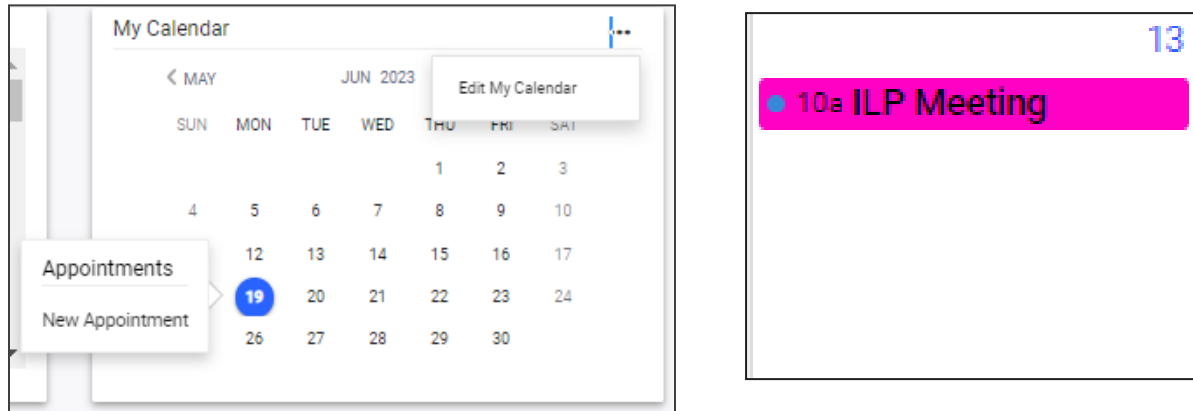 My Calendar
< MAY JUN 2023
Edit My Calendar
SUN MON TUE WED THU FRI SAT
1 2 3
4 5 6 7 8 9 10
12 13 14 15 16 17
Appointments
19 20 21 22 23 24
New Appointment
26 27 28 29 30
13
10a ILP Meeting